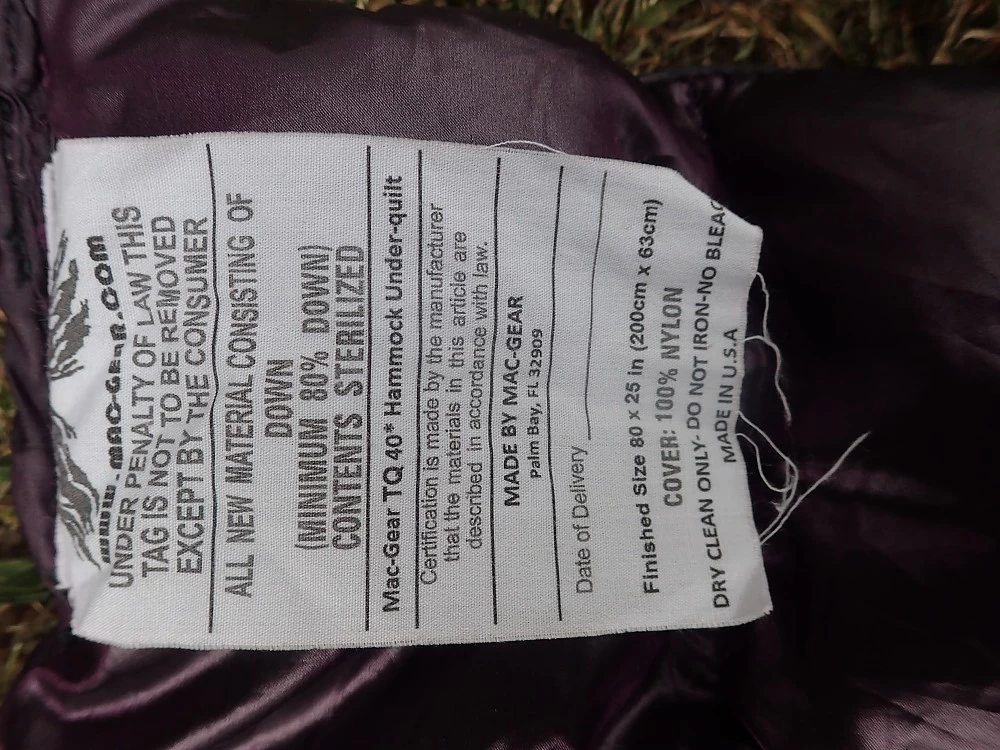 www.mac-gear.com
UNDER PENALTY OF LAW THIS
TAG IS NOT TO BE REMOVED
EXCEPT BY THE CONSUMER
ALL NEW MATERAL CONSISTING OF
DOWN
(MINIMUM 80% DOWN)
CONTENTS STERILIZED
Mac-Gear TQ 40* Hammock Under-quilt
Certification is made by the manufacturer
that the materials in this article are
described in accordance with law.
MADE BY MAC-GEAR
Palm Bay, FL 32909
Date of Delivery
Finished Size 80 x 25 in (200cm x 63cm)
COVER: 100% NYLON
DRY CLEAN ONLY- DO NOT IRON-NO BLEAC
MADE IN U.S.A